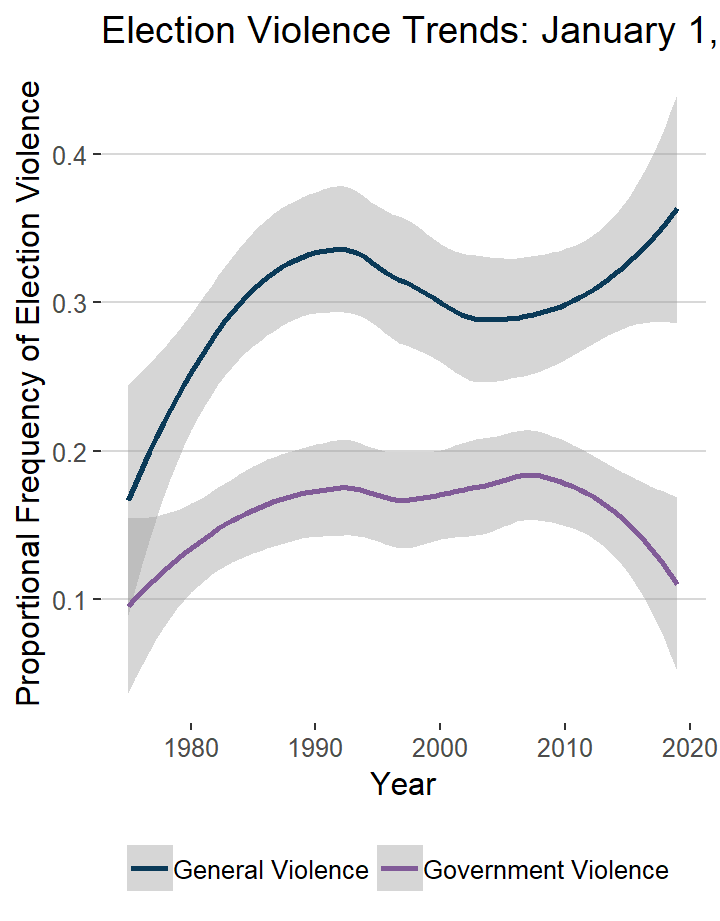 Election Violence Trends: January 1,
Proportional Frequency of Election Violence
0.4
0.3
0.2
0.1
1980 1990 2000 2010 2020
Year
General Violence Government Violence